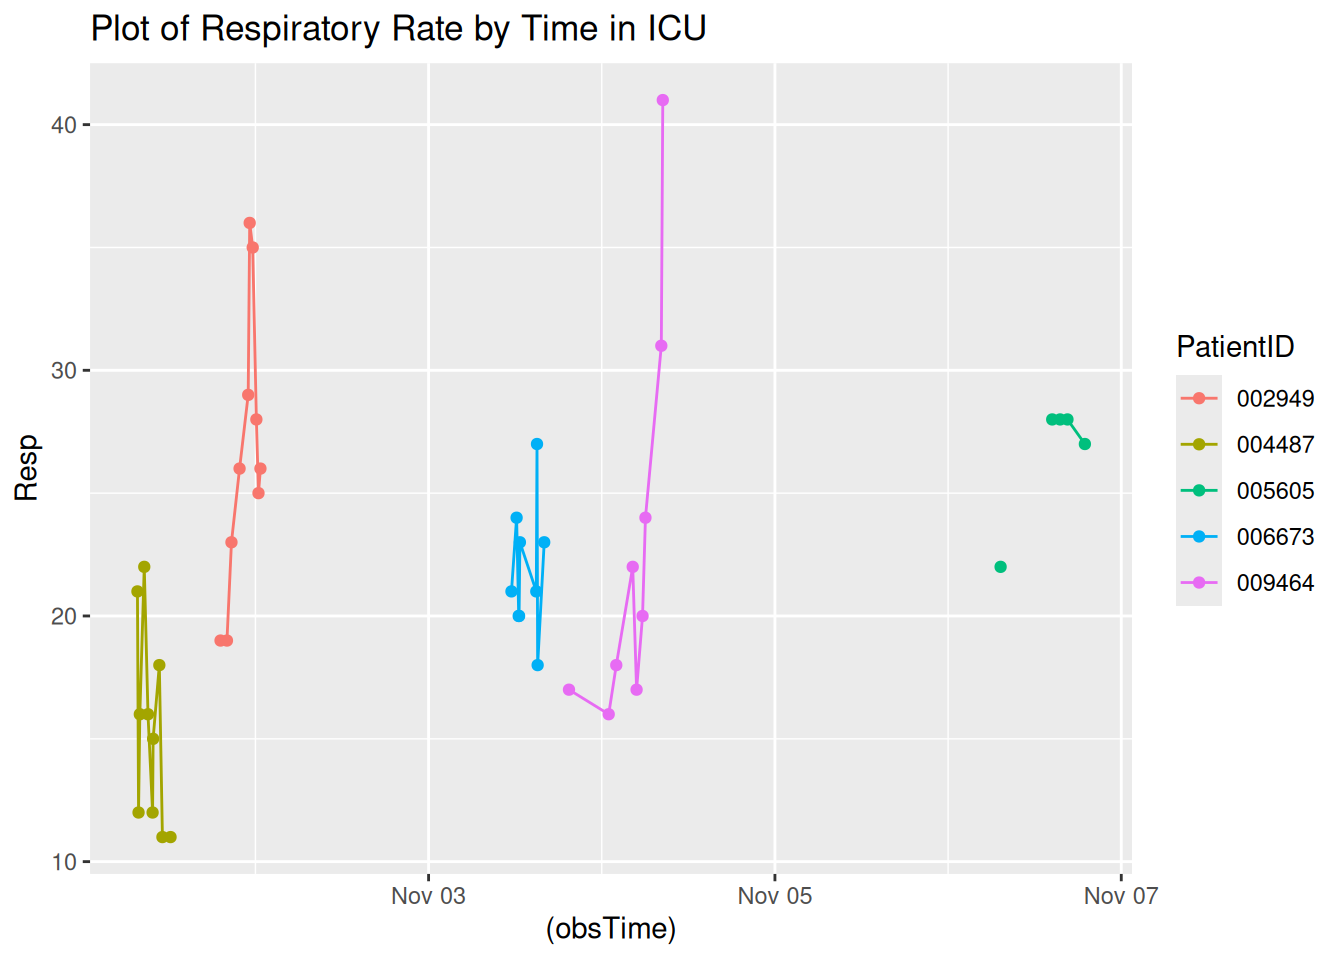 Plot of Respiratory Rate by Time in ICU
Resp
40
30
20
10
Nov 03
Nov 05
Nov 07
(obsTime)
PatientID
002949
004487
005605
006673
009464